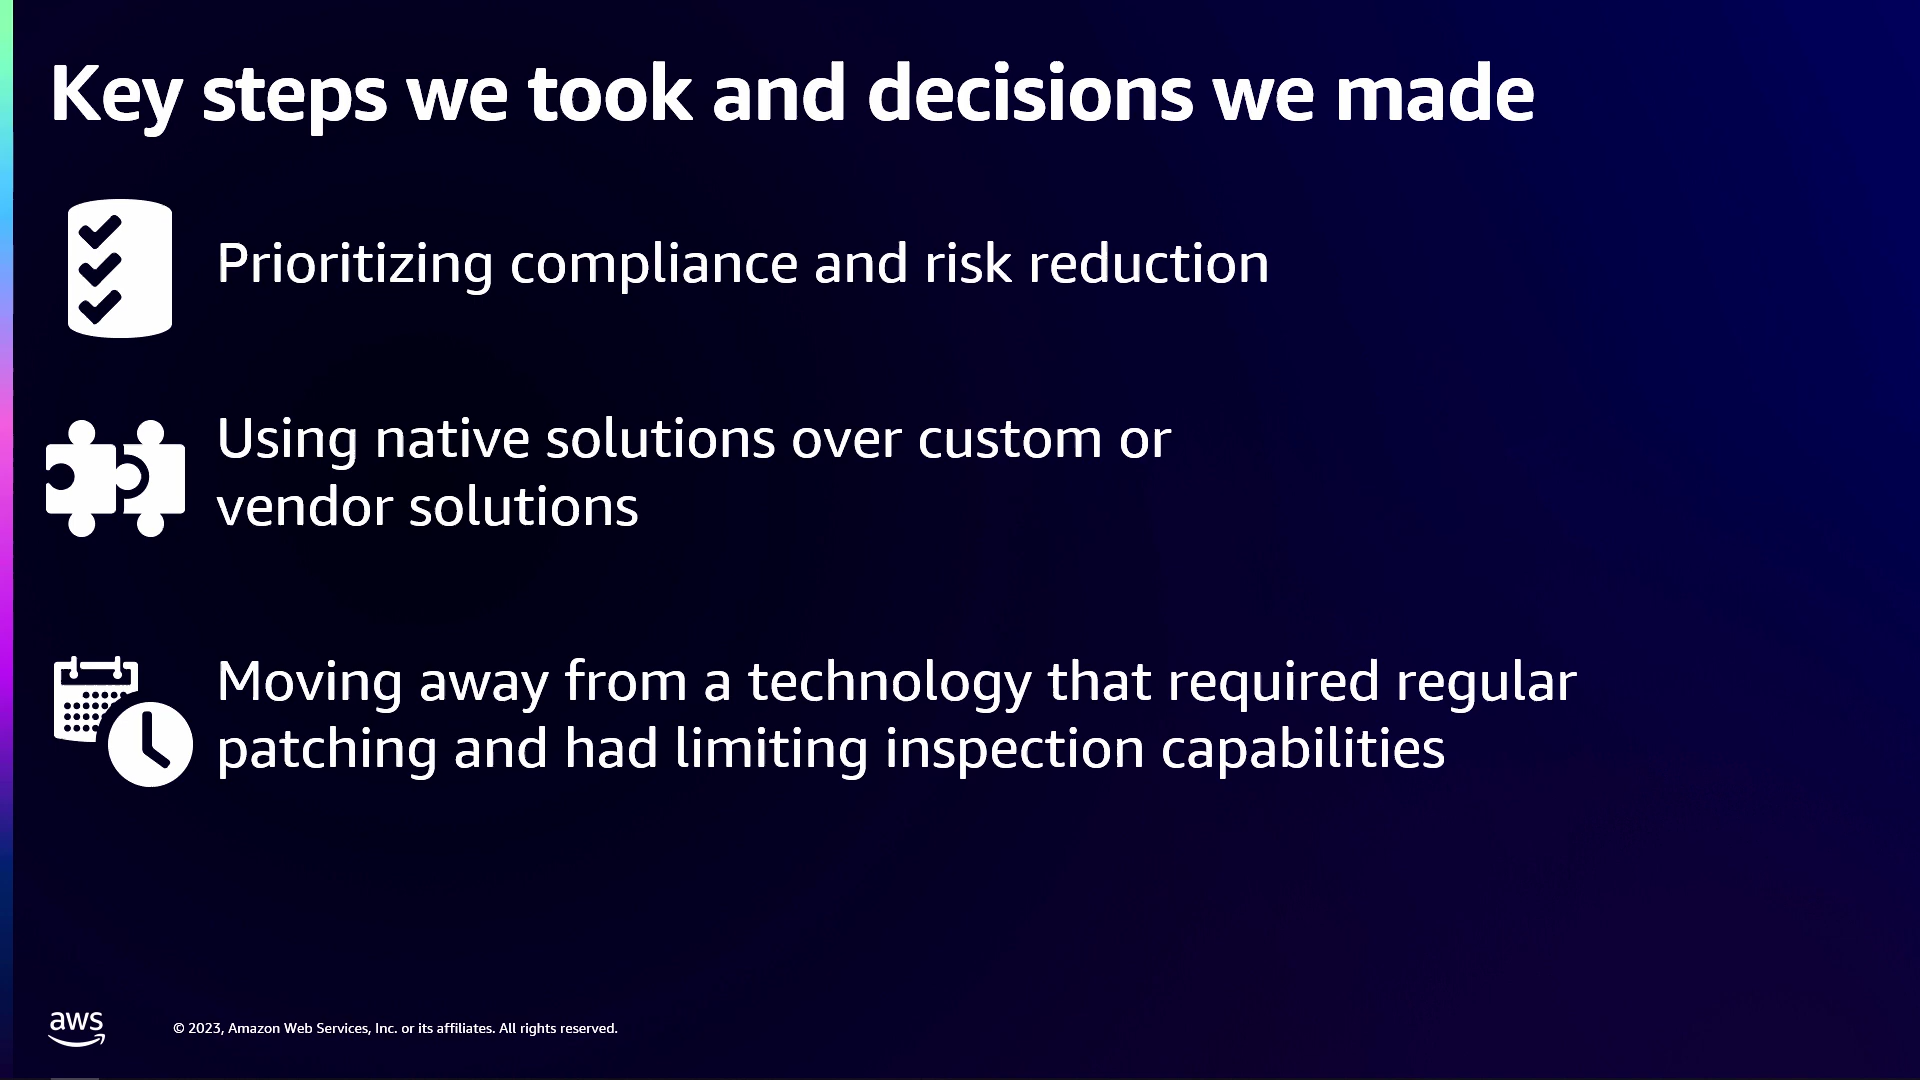 Key steps we took and decisions we made
Prioritizing compliance and risk reduction
Using native solutions over custom or
vendor solutions
Moving away from a technology that required regular
patching and had limiting inspection capabilities
aws
© 2023, Amazon Web Services, Inc. or its affiliates. All rights reserved.